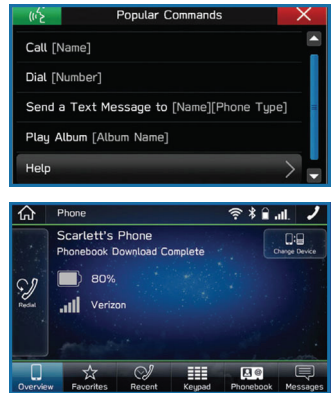 Popular Commands
Call [Name]
Dial [Number]
Send a Text Message to [Name][Phone Type]
Play Album [Album Name]
Help
Phone
Scarlett's Phone
Phonebook Download Complete
Change Device
80%
Redial
Verizon
Overview Favorites Recent Keypad Phonebook Messages